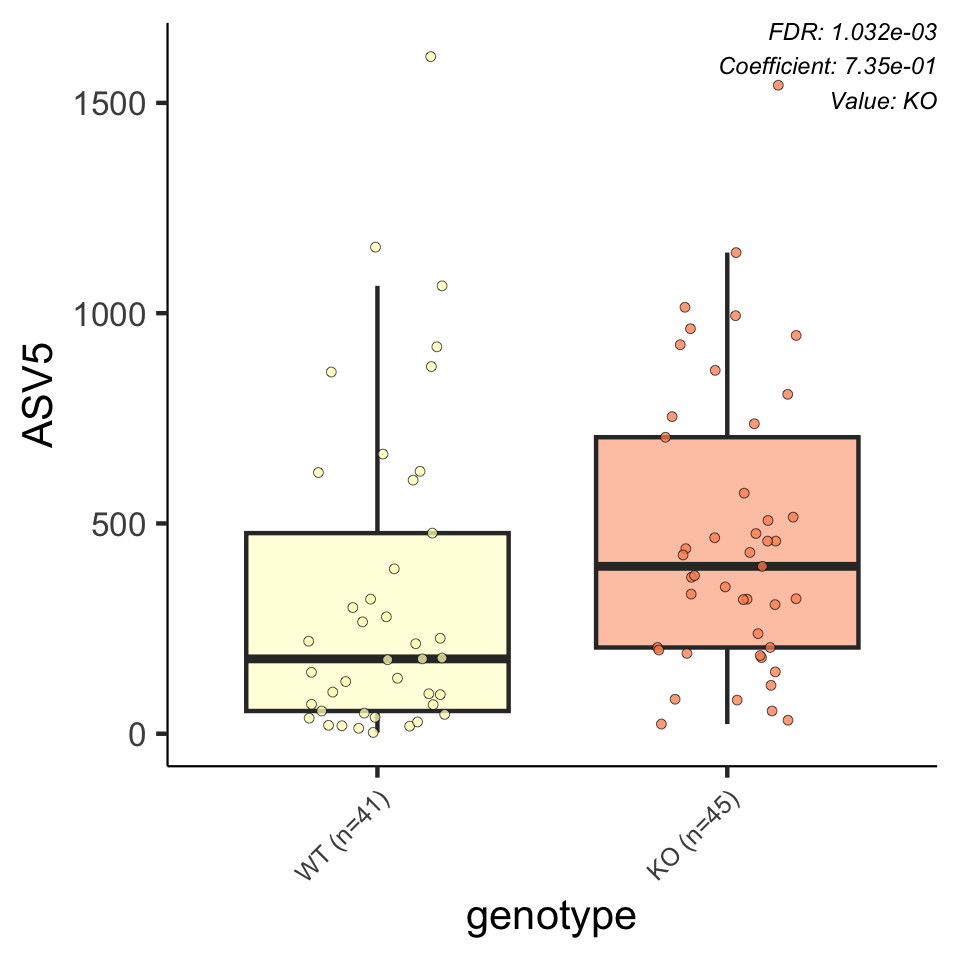 FDR: 1.032e-03
Coefficient: 7.35e-01
Value: KO
1500
1000
500
0
ASV5
WT (n=41)
KO (n=45)
genotype